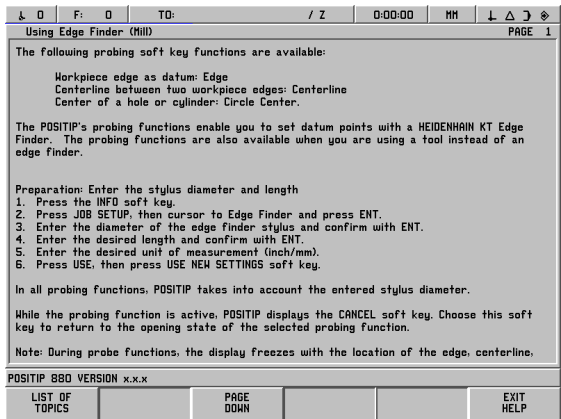 0 F: 0 TO: / Z 0:00:00 MM
Using Edge Finder (Mill) PAGE 1
The following probing soft key functions are available:
Workpiece edge as datum: Edge
Centerline between two workpiece edges: Centerline
Center of a hole or cylinder: Circle Center.
The POSITIP's probing functions enable you to set datum points with a HEIDENHAIN KT Edge
Finder. The probing functions are also available when you are using a tool instead of an
edge finder.
Preparation: Enter the stylus diameter and length
1. Press the INFO soft key.
2. Press JOB SETUP, then cursor to Edge Finder and press ENT.
3. Enter the diameter of the edge finder stylus and confirm with ENT.
4. Enter the desired length and confirm with ENT.
5. Enter the desired unit of measurement (inch/mm).
6. Press USE, then press USE NEW SETTINGS soft key.
In all probing functions, POSITIP takes into account the entered stylus diameter.
While the probing function is active, POSITIP displays the CANCEL soft key. Choose this soft
key to return to the opening state of the selected probing function.
Note: During probe functions, the display freezes with the location of the edge, centerline,
POSITIP 880 VERSION x.x.x
LIST OF
TOPICS
PAGE
DOWN
EXIT
HELP